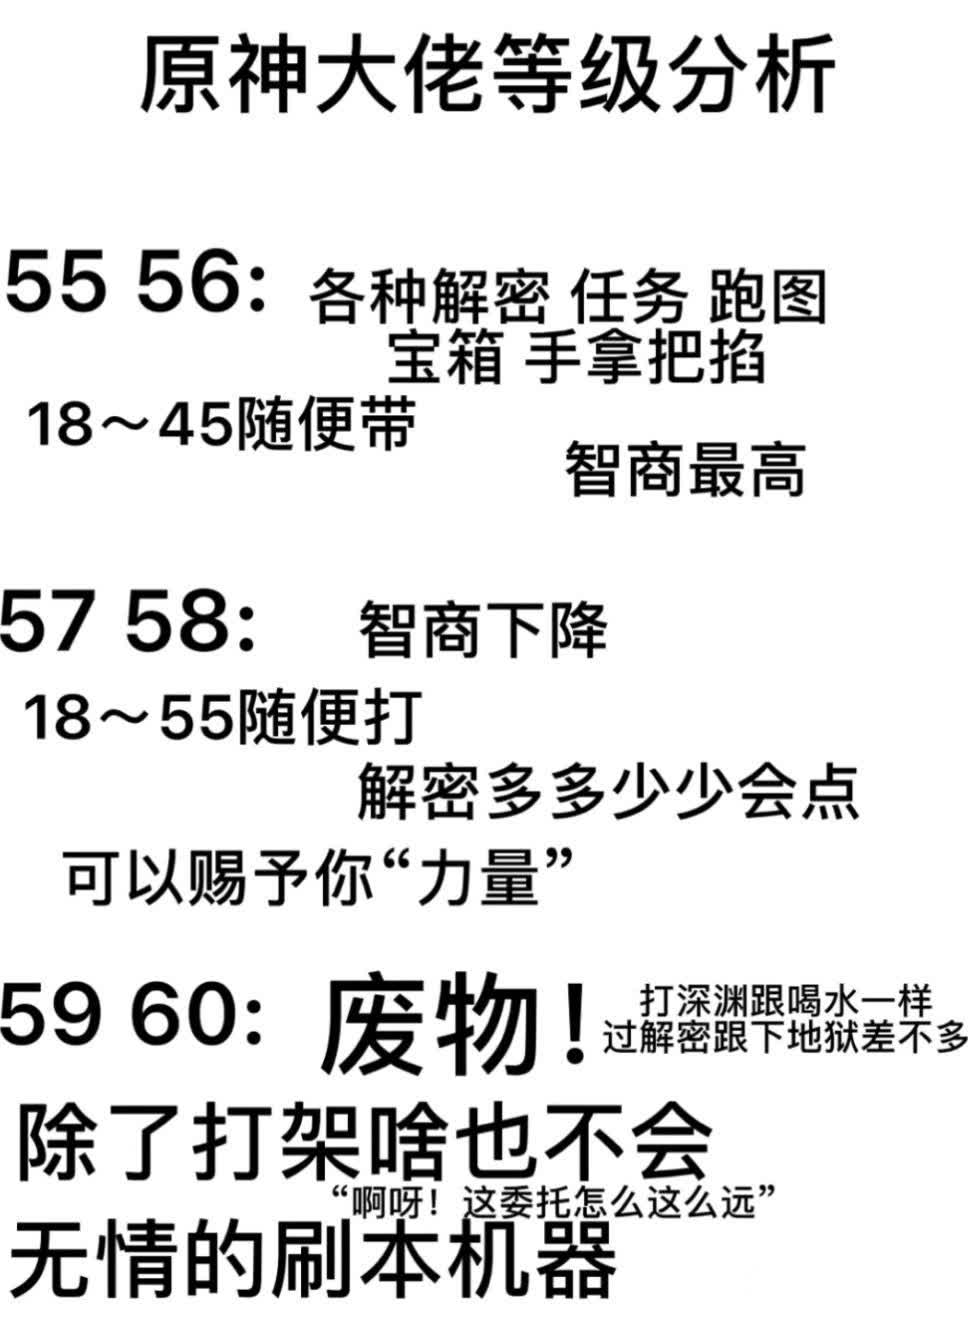 原神大佬等级分析
55 56: 各种解密 任务 跑图
宝箱 手拿把掐
18～45随便带
智商最高
57 58: 智商下降
18～55随便打
解密多多少少会点
可以赐予你“力量”
59 60: 废物！ 打深渊跟喝水一样
过解密跟下地狱差不多
除了打架啥也不会
“啊呀！这委托怎么这么远”
无情的刷本机器